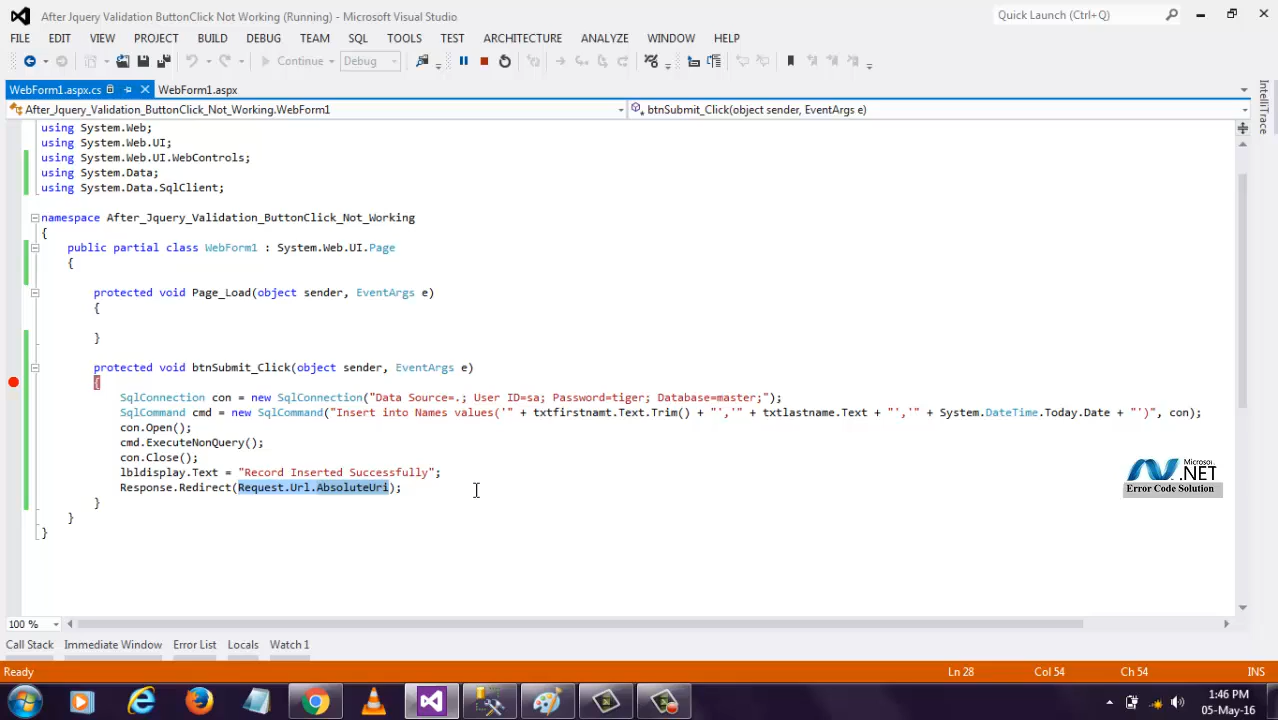 After Jquery Validation ButtonClick Not Working (Running) - Microsoft Visual Studio
Quick Launch (Ctrl+Q)
FILE EDIT VIEW PROJECT BUILD DEBUG TEAM SQL TOOLS TEST ARCHITECTURE ANALYZE WINDOW HELP
Continue Debug
WebForm1.aspx.cs WebForm1.aspx
After_Jquery_Validation_ButtonClick_Not_Working.WebForm1 btnSubmit_Click(object sender, EventArgs e)
IntelliTrace
using System.Web;
using System.Web.UI;
using System.Web.UI.WebControls;
using System.Data;
using System.Data.SqlClient;
namespace After_Jquery_Validation_ButtonClick_Not_Working
{
public partial class WebForm1 : System.Web.UI.Page
{
protected void Page_Load(object sender, EventArgs e)
{
}
protected void btnSubmit_Click(object sender, EventArgs e)
{
SqlConnection con = new SqlConnection("Data Source=.; User ID=sa; Password=tiger; Database=master;");
SqlCommand cmd = new SqlCommand("Insert into Names values('" + txtfirstnamt.Text.Trim() + "','" + txtlastname.Text + "','" + System.DateTime.Today.Date + "')", con);
con.Open();
cmd.ExecuteNonQuery();
con.Close();
lbldisplay.Text = "Record Inserted Successfully";
Response.Redirect(Request.Url.AbsoluteUri);
}
}
}
Microsoft
.NET
Error Code Solution
100 %
Call Stack Immediate Window Error List Locals Watch 1
Ready Ln 28 Col 54 Ch 54 INS
1:46 PM
05-May-16